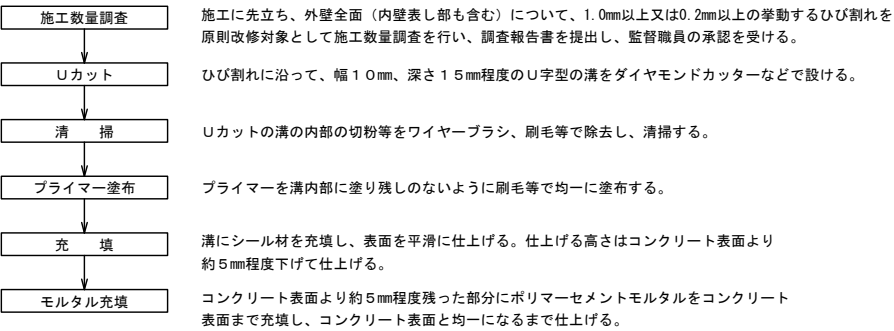 施工数量調査
施工に先立ち、外壁全面（内壁表し部も含む）について、1.0㎜以上又は0.2㎜以上の挙動するひび割れを
原則改修対象として施工数量調査を行い、調査報告書を提出し、監督職員の承認を受ける。
Ｕカット
ひび割れに沿って、幅１０㎜、深さ１５㎜程度のＵ字型の溝をダイヤモンドカッターなどで設ける。
清　　掃
Ｕカットの溝の内部の切粉等をワイヤーブラシ、刷毛等で除去し、清掃する。
プライマー塗布
プライマーを溝内部に塗り残しのないように刷毛等で均一に塗布する。
充　　填
溝にシール材を充填し、表面を平滑に仕上げる。仕上げる高さはコンクリート表面より
約５㎜程度下げて仕上げる。
モルタル充填
コンクリート表面より約５㎜程度残った部分にポリマーセメントモルタルをコンクリート
表面まで充填し、コンクリート表面と均一になるまで仕上げる。